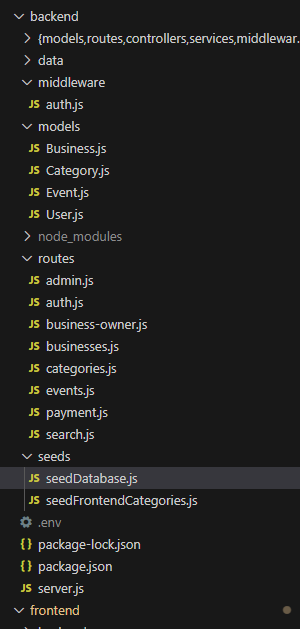 backend
{models,routes,controllers,services,middlewar...
data
middleware
JS auth.js
models
JS Business.js
JS Category.js
JS Event.js
JS User.js
node_modules
routes
JS admin.js
JS auth.js
JS business-owner.js
JS businesses.js
JS categories.js
JS events.js
JS payment.js
JS search.js
seeds
JS seedDatabase.js
JS seedFrontendCategories.js
.env
{} package-lock.json
{} package.json
JS server.js
frontend